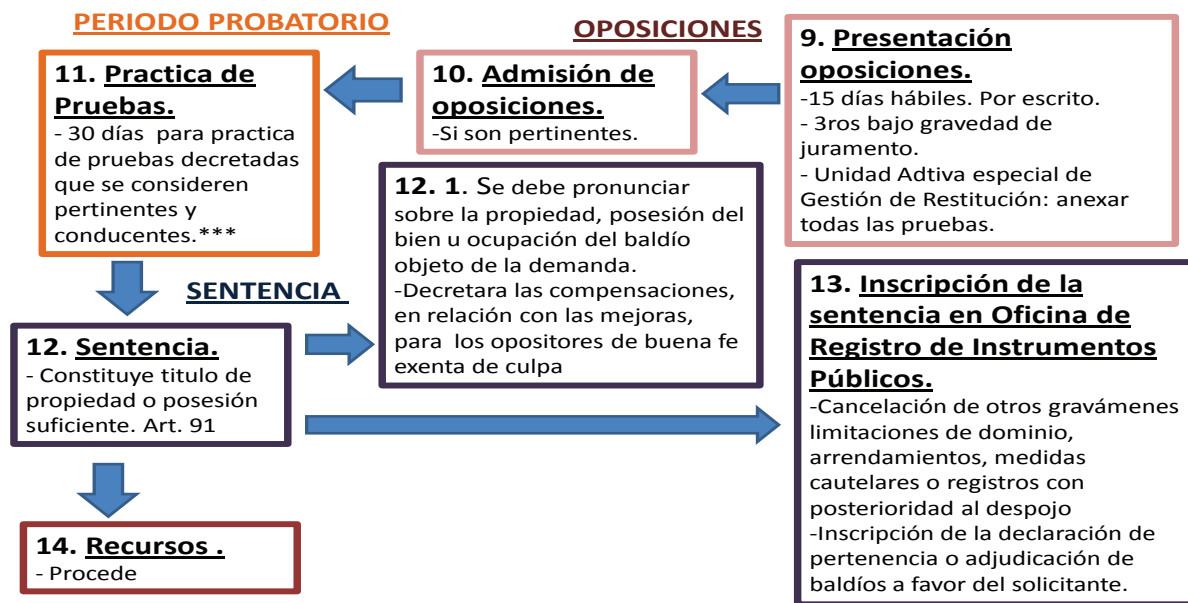 PERIODO PROBATORIO
OPOSICIONES
9. Presentación
oposiciones.
-15 días hábiles. Por escrito.
- 3ros bajo gravedad de
juramento.
- Unidad Adtiva especial de
Gestión de Restitución: anexar
todas las pruebas.
10. Admisión de
oposiciones.
-Si son pertinentes.
11. Practica de
Pruebas.
- 30 días para practica
de pruebas decretadas
que se consideren
pertinentes y
conducentes.***
SENTENCIA
12. Sentencia.
- Constituye titulo de
propiedad o posesión
suficiente. Art. 91
12. 1. Se debe pronunciar
sobre la propiedad, posesión del
bien u ocupación del baldío
objeto de la demanda.
-Decretara las compensaciones,
en relación con las mejoras,
para los opositores de buena fe
exenta de culpa
13. Inscripción de la
sentencia en Oficina de
Registro de Instrumentos
Públicos.
-Cancelación de otros gravámenes
limitaciones de dominio,
arrendamientos, medidas
cautelares o registros con
posterioridad al despojo
-Inscripción de la declaración de
pertenencia o adjudicación de
baldíos a favor del solicitante.
14. Recursos .
- Procede